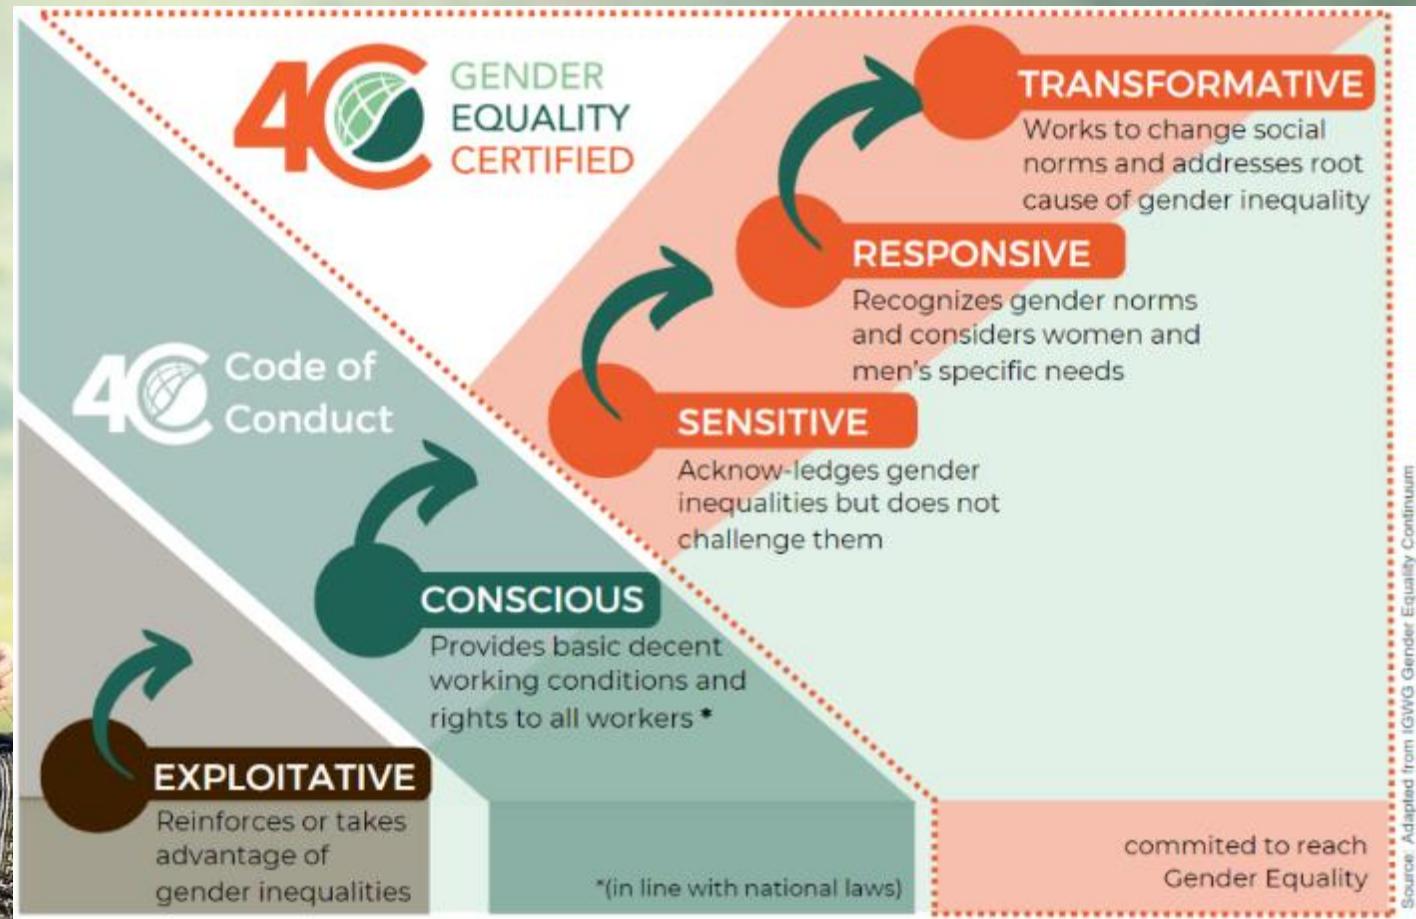 4C GENDER
EQUALITY
CERTIFIED
TRANSFORMATIVE
Works to change social
norms and addresses root
cause of gender inequality
RESPONSIVE
Recognizes gender norms
and considers women and
men's specific needs
4C Code of
Conduct
SENSITIVE
Acknow-ledges gender
inequalities but does not
challenge them
CONSCIOUS
Provides basic decent
working conditions and
rights to all workers *
EXPLOITATIVE
Reinforces or takes
advantage of
gender inequalities
*(in line with national laws)
commited to reach
Gender Equality
Source: Adapted from IGWG Gender Equality Continuum